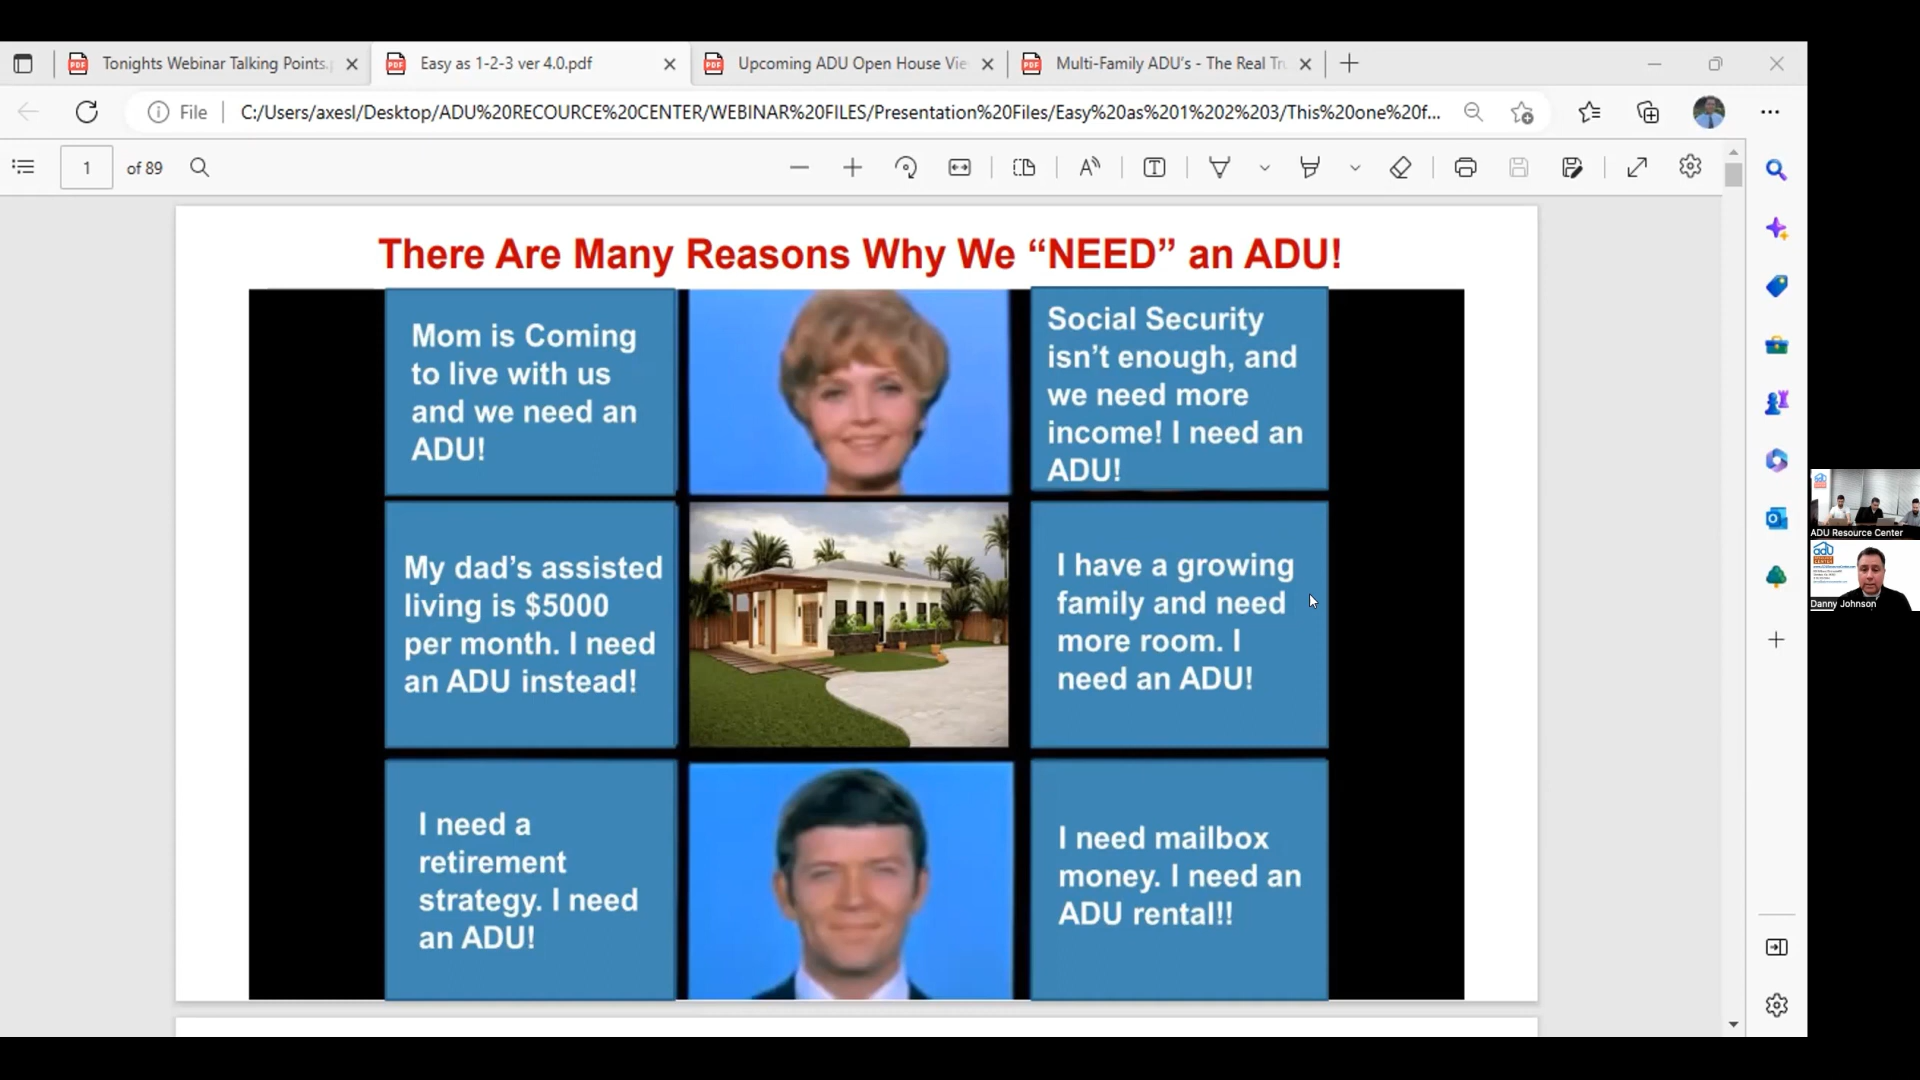 Tonights Webinar Talking Points.
Easy as 1-2-3 ver 4.0.pdf
Upcoming ADU Open House Vie
Multi-Family ADU's - The Real Tr
File
C:/Users/axesl/Desktop/ADU%20RECOURCE%20CENTER/WEBINAR%20FILES/Presentation%20Files/Easy%20as%201%202%203/This%20one%20f...
1 of 89
There Are Many Reasons Why We “NEED” an ADU!
Mom is Coming
to live with us
and we need an
ADU!
Social Security
isn’t enough, and
we need more
income! I need an
ADU!
My dad’s assisted
living is $5000
per month. I need
an ADU instead!
I have a growing
family and need
more room. I
need an ADU!
I need a
retirement
strategy. I need
an ADU!
I need mailbox
money. I need an
ADU rental!!
ADU Resource Center
adU
Danny Johnson